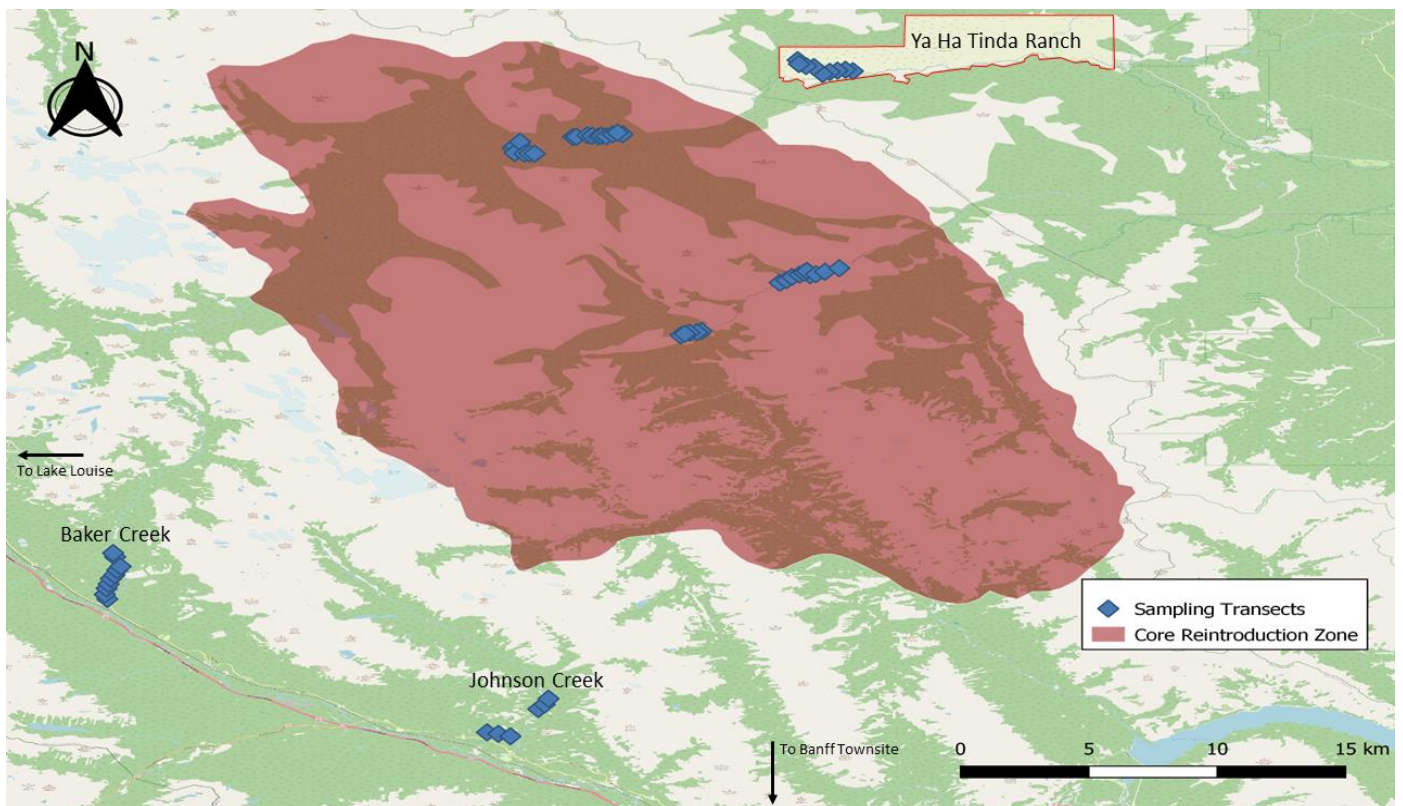 N
Ya Ha Tinda Ranch
To Lake Louise
Baker Creek
Sampling Transects
Core Reintroduction Zone
Johnson Creek
To Banff Townsite
0 5 10 15 km